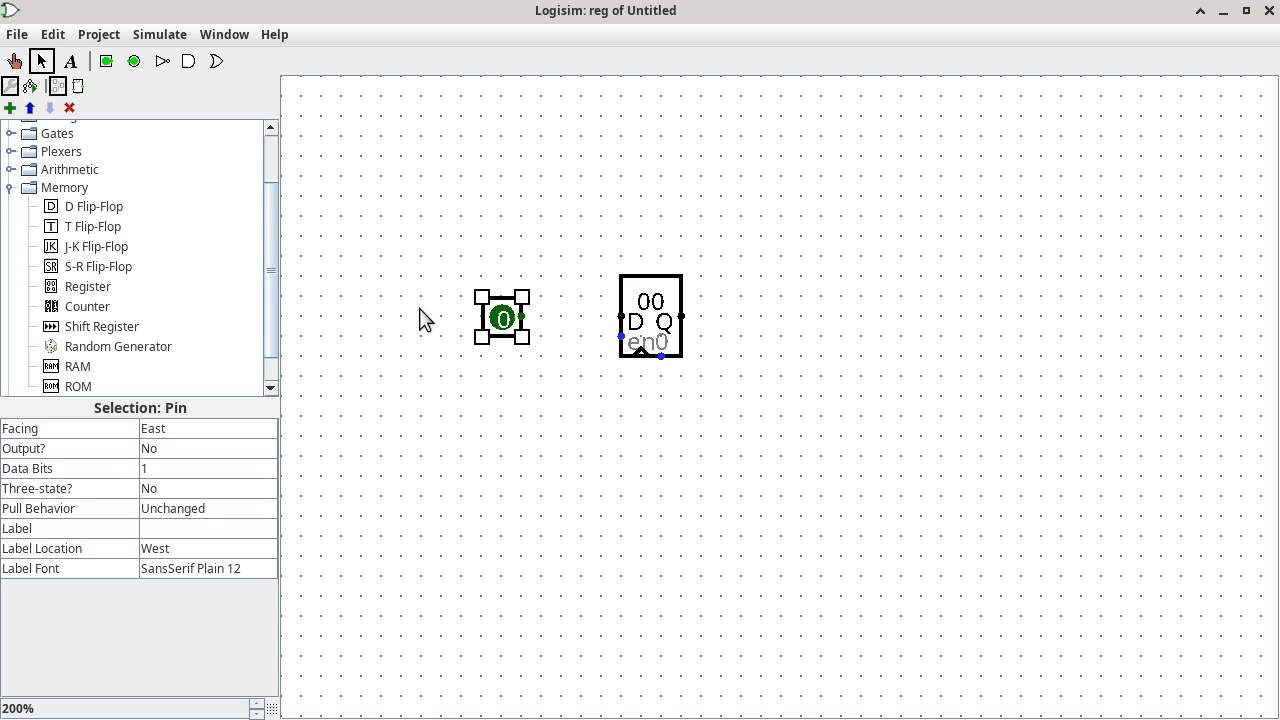 Logisim: reg of Untitled
File Edit Project Simulate Window Help
A
Gates
Plexers
Arithmetic
Memory
D Flip-Flop
T Flip-Flop
J-K Flip-Flop
S-R Flip-Flop
Register
Counter
Shift Register
Random Generator
RAM
ROM
Selection: Pin
Facing East
Output? No
Data Bits 1
Three-state? No
Pull Behavior Unchanged
Label
Label Location West
Label Font SansSerif Plain 12
200%
0
00
D Q
en0